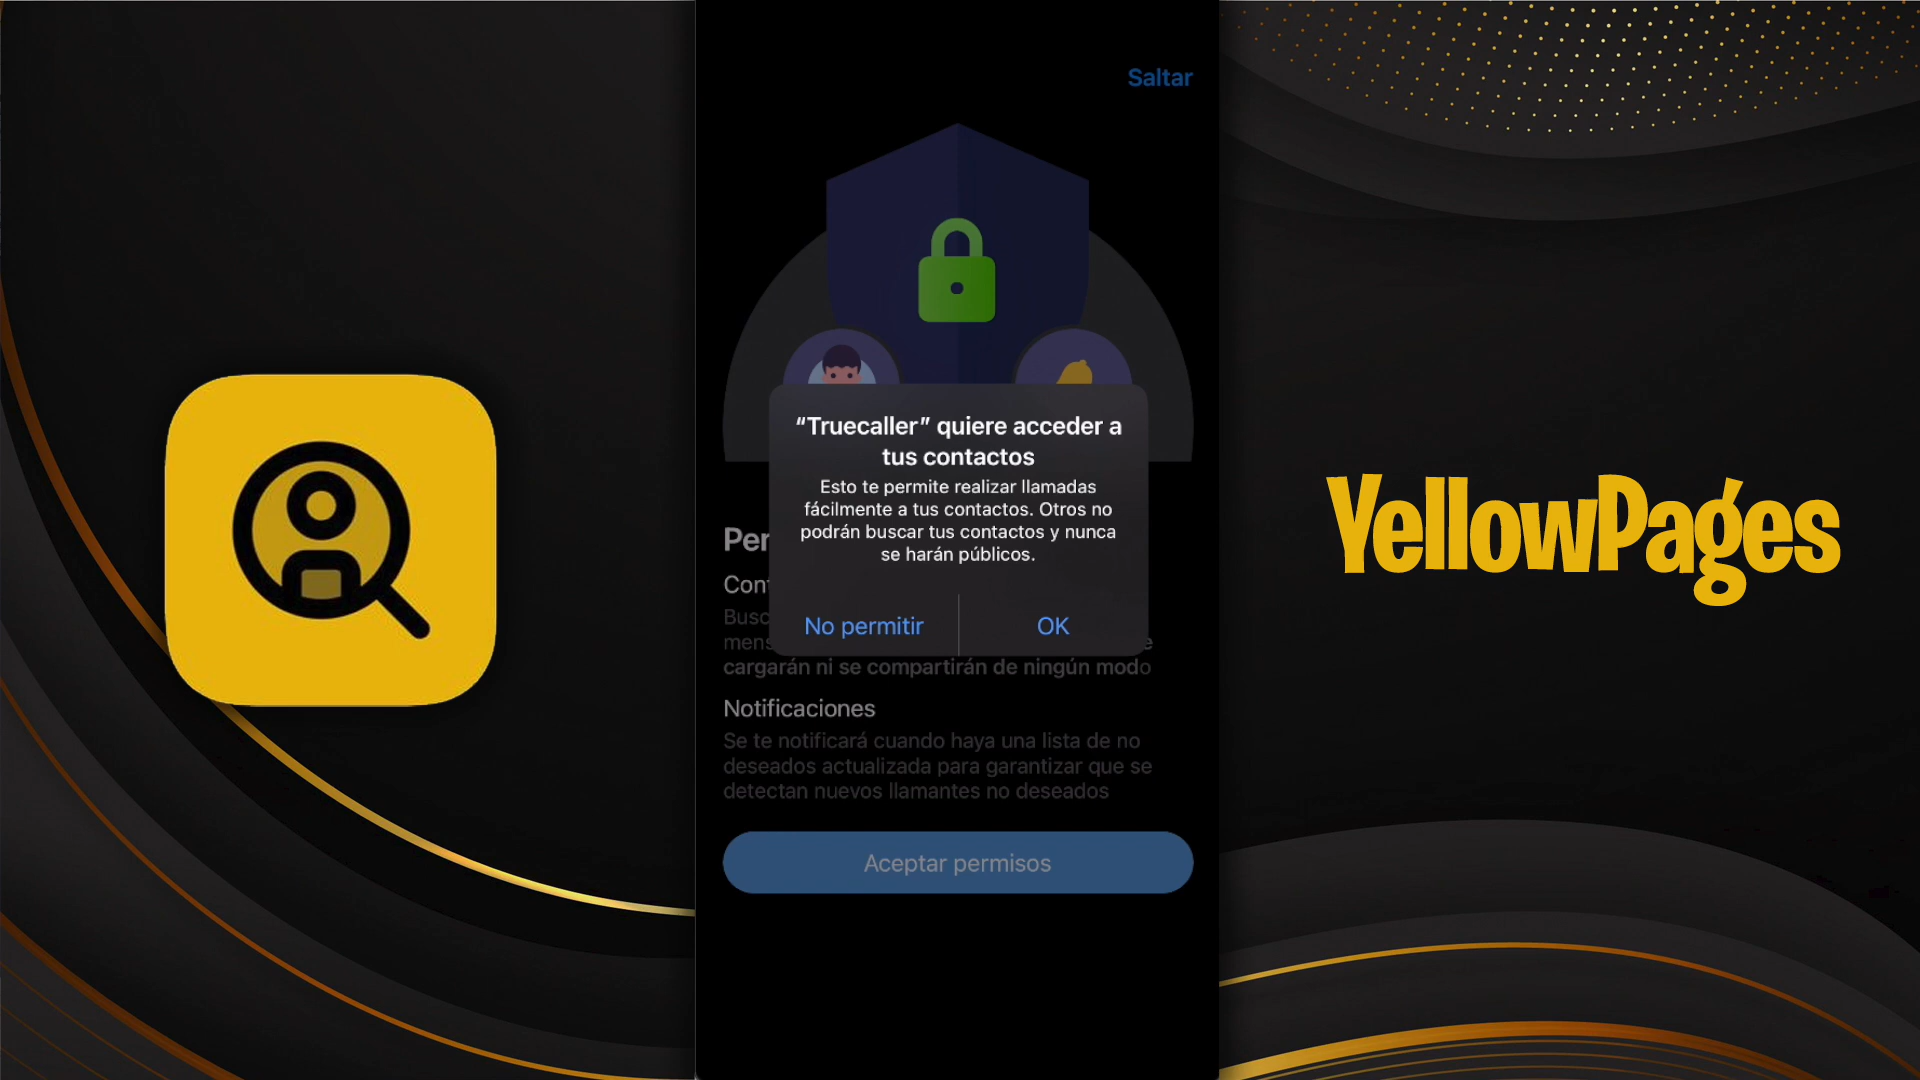 Saltar
“Truecaller” quiere acceder a
tus contactos
Esto te permite realizar llamadas
fácilmente a tus contactos. Otros no
podrán buscar tus contactos y nunca
se harán públicos.
No permitir
OK
cargarán ni se compartirán de ningún modo
Notificaciones
Se te notificará cuando haya una lista de no
deseados actualizada para garantizar que se
detectan nuevos llamantes no deseados
Aceptar permisos
YellowPages